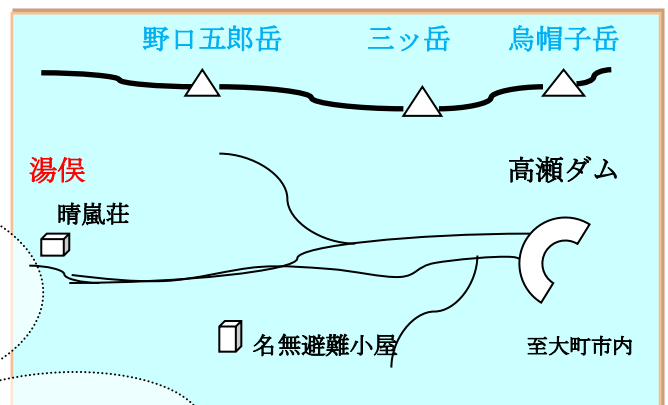 野口五郎岳
三ッ岳
烏帽子岳
湯俣
高瀬ダム
晴嵐荘
名無避難小屋
至大町市内